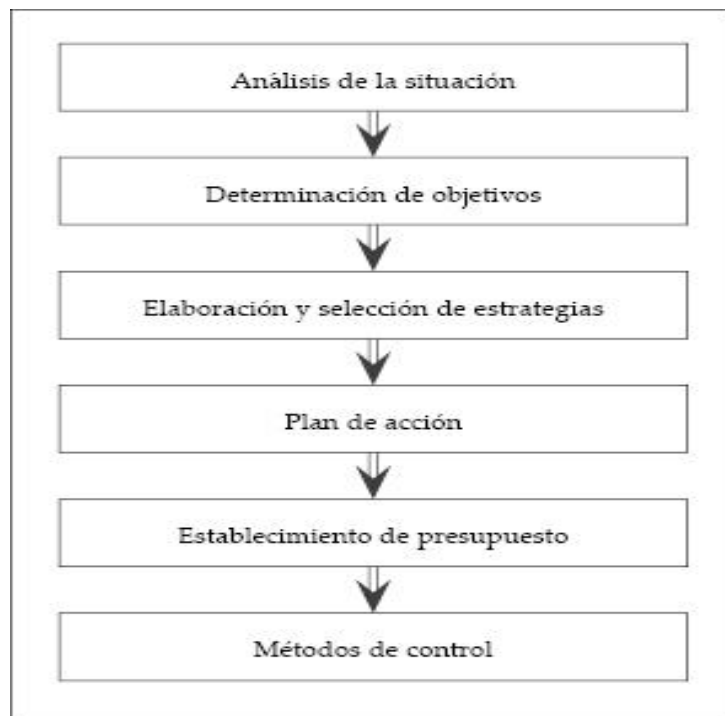 Análisis de la situación
Determinación de objetivos
Elaboración y selección de estrategias
Plan de acción
Establecimiento de presupuesto
Métodos de control